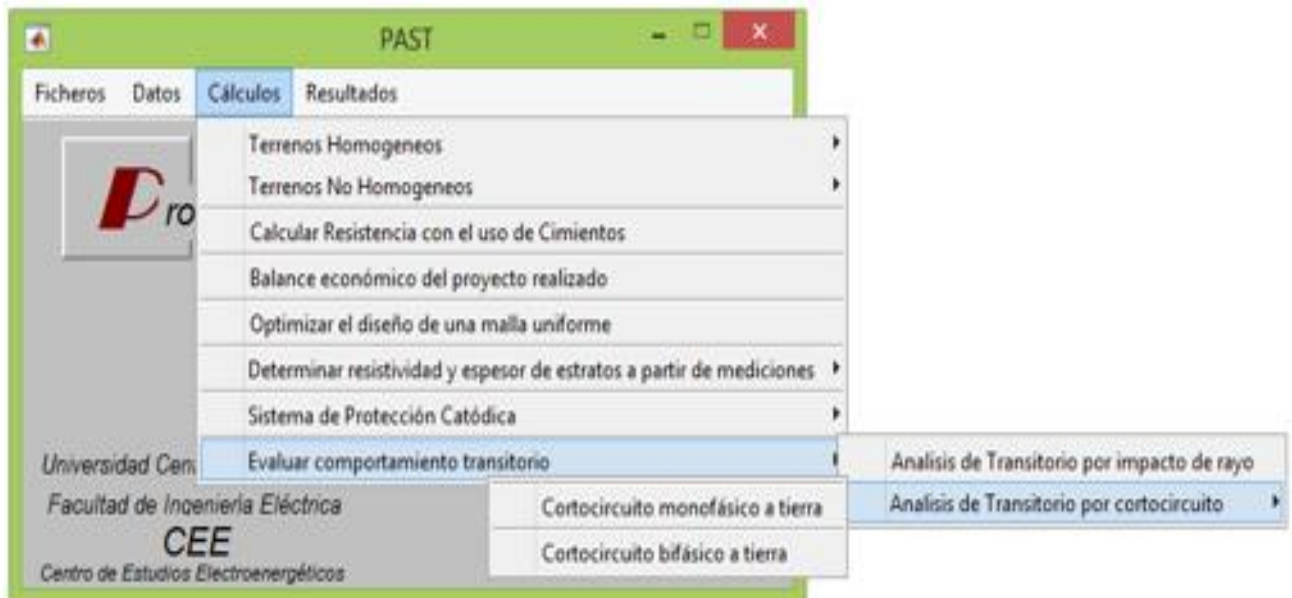 PAST
Ficheros Datos Cálculos Resultados
Terrenos Homogeneos
Terrenos No Homogeneos
Pro
Calcular Resistencia con el uso de Cimientos
Balance económico del proyecto realizado
Optimizar el diseño de una malla uniforme
Determinar resistividad y espesor de estratos a partir de mediciones
Sistema de Protección Catódica
Evaluar comportamiento transitorio
Analisis de Transitorio por impacto de rayo
Analisis de Transitorio por cortocircuito
Cortocircuito monofásico a tierra
Cortocircuito bifásico a tierra
Universidad Cen
Facultad de Ingenieria Eléctrica
CEE
Centro de Estudios Electroenergéticos